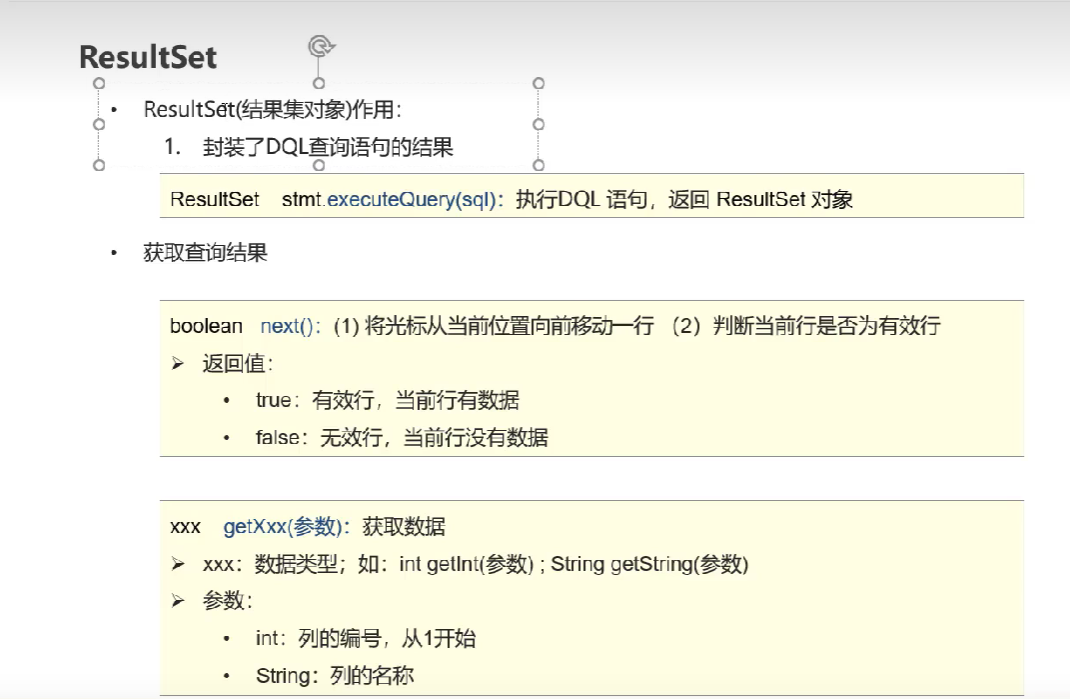 ResultSet
• ResultSet(结果集对象)作用：
1. 封装了DQL查询语句的结果
ResultSet stmt.executeQuery(sql)：执行DQL 语句，返回 ResultSet 对象
• 获取查询结果
boolean next()：(1) 将光标从当前位置向前移动一行 （2）判断当前行是否为有效行
➢ 返回值：
• true：有效行，当前行有数据
• false：无效行，当前行没有数据
xxx getXxx(参数)：获取数据
➢ xxx：数据类型；如：int getInt(参数) ; String getString(参数)
➢ 参数：
• int：列的编号，从1开始
• String：列的名称